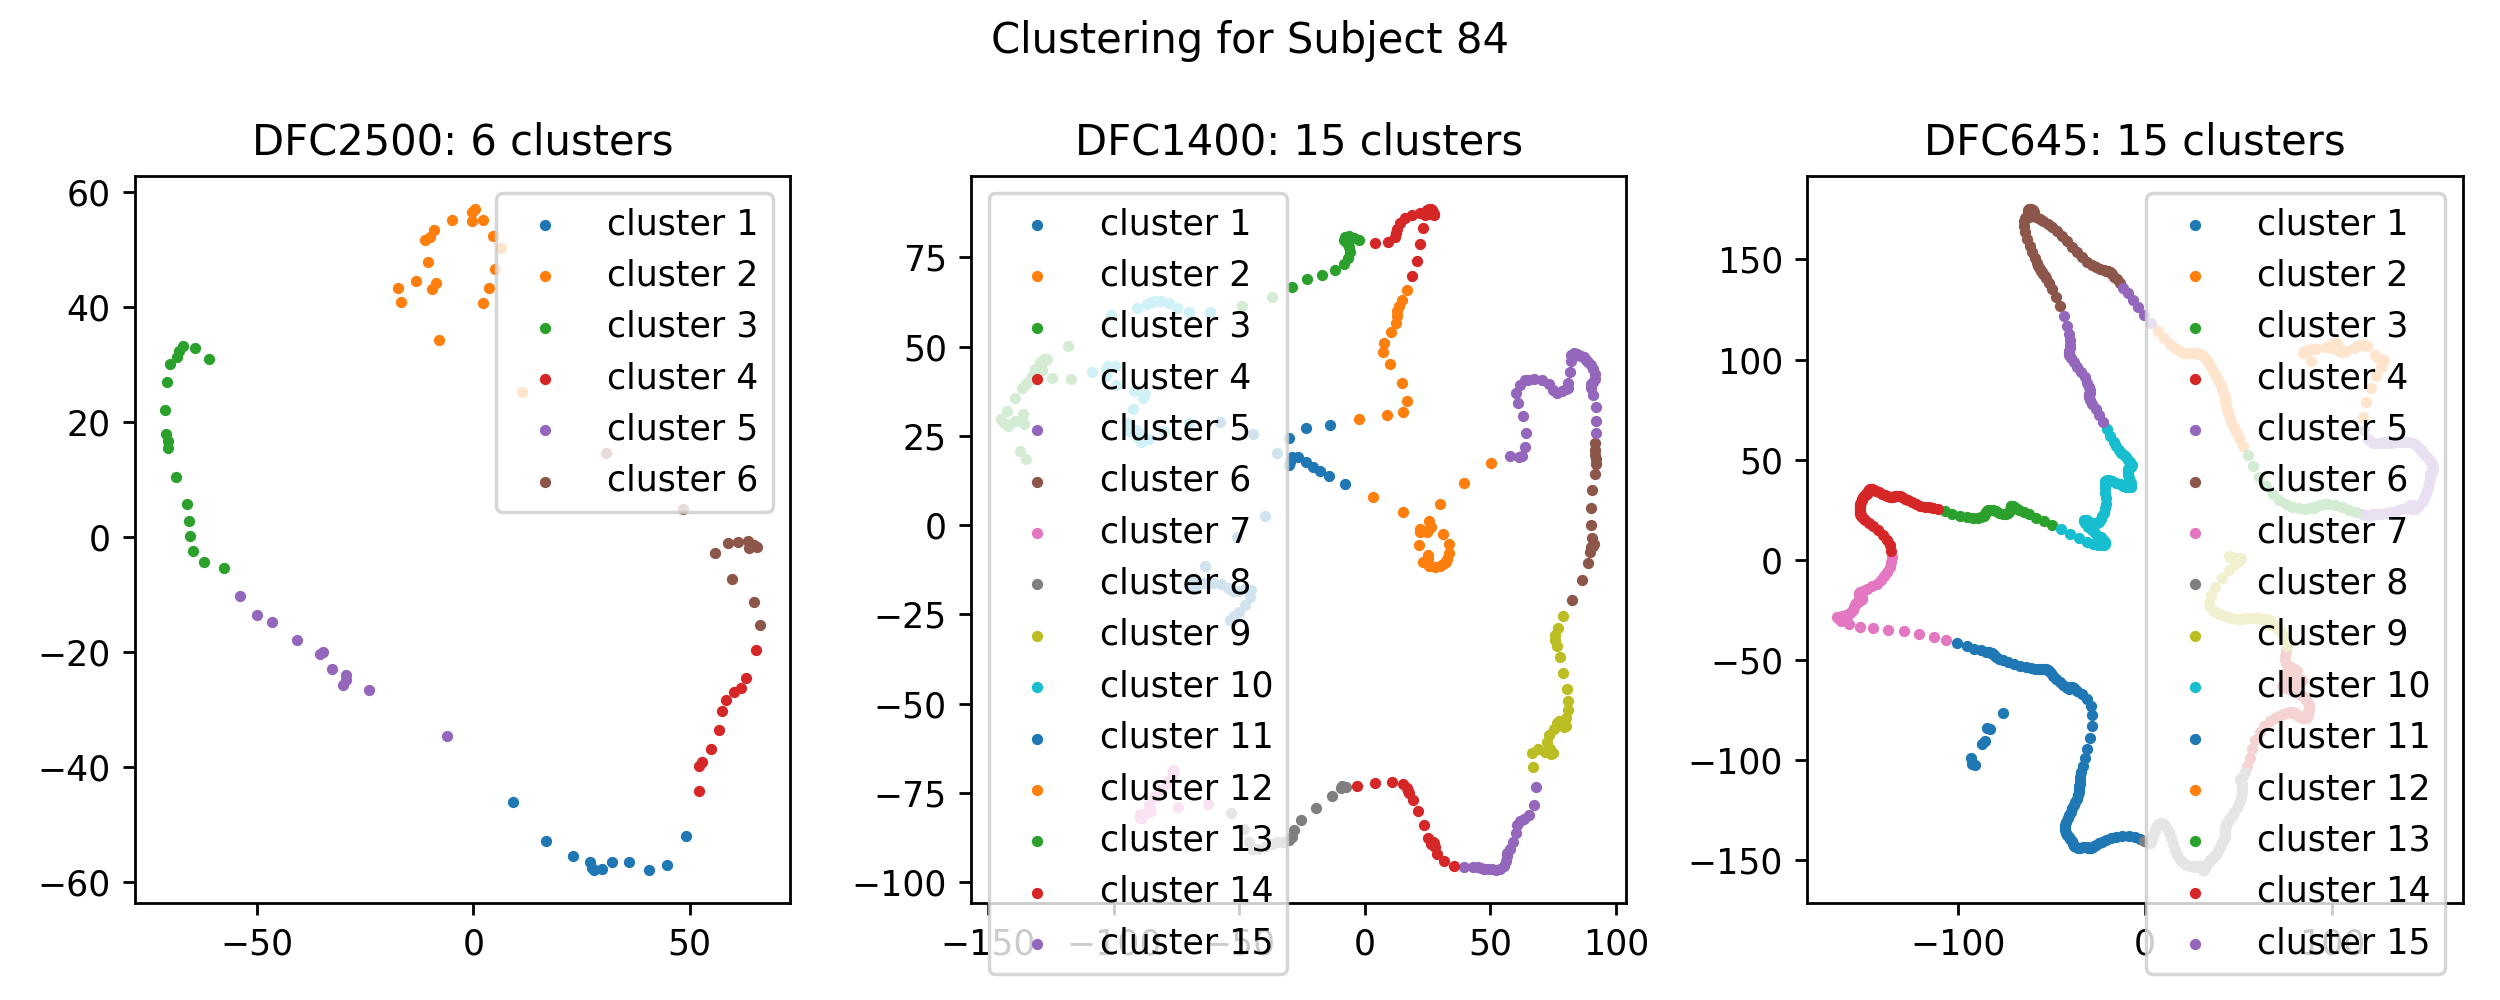 Clustering for Subject 84
DFC2500: 6 clusters
60
40
20
0
−20
−40
−60
−50
0
50
cluster 1
cluster 2
cluster 3
cluster 4
cluster 5
cluster 6
DFC1400: 15 clusters
75
50
25
0
−25
−50
−75
−100
−150
−100
−50
0
50
100
cluster 1
cluster 2
cluster 3
cluster 4
cluster 5
cluster 6
cluster 7
cluster 8
cluster 9
cluster 10
cluster 11
cluster 12
cluster 13
cluster 14
cluster 15
DFC645: 15 clusters
150
100
50
0
−50
−100
−150
−100
0
100
cluster 1
cluster 2
cluster 3
cluster 4
cluster 5
cluster 6
cluster 7
cluster 8
cluster 9
cluster 10
cluster 11
cluster 12
cluster 13
cluster 14
cluster 15